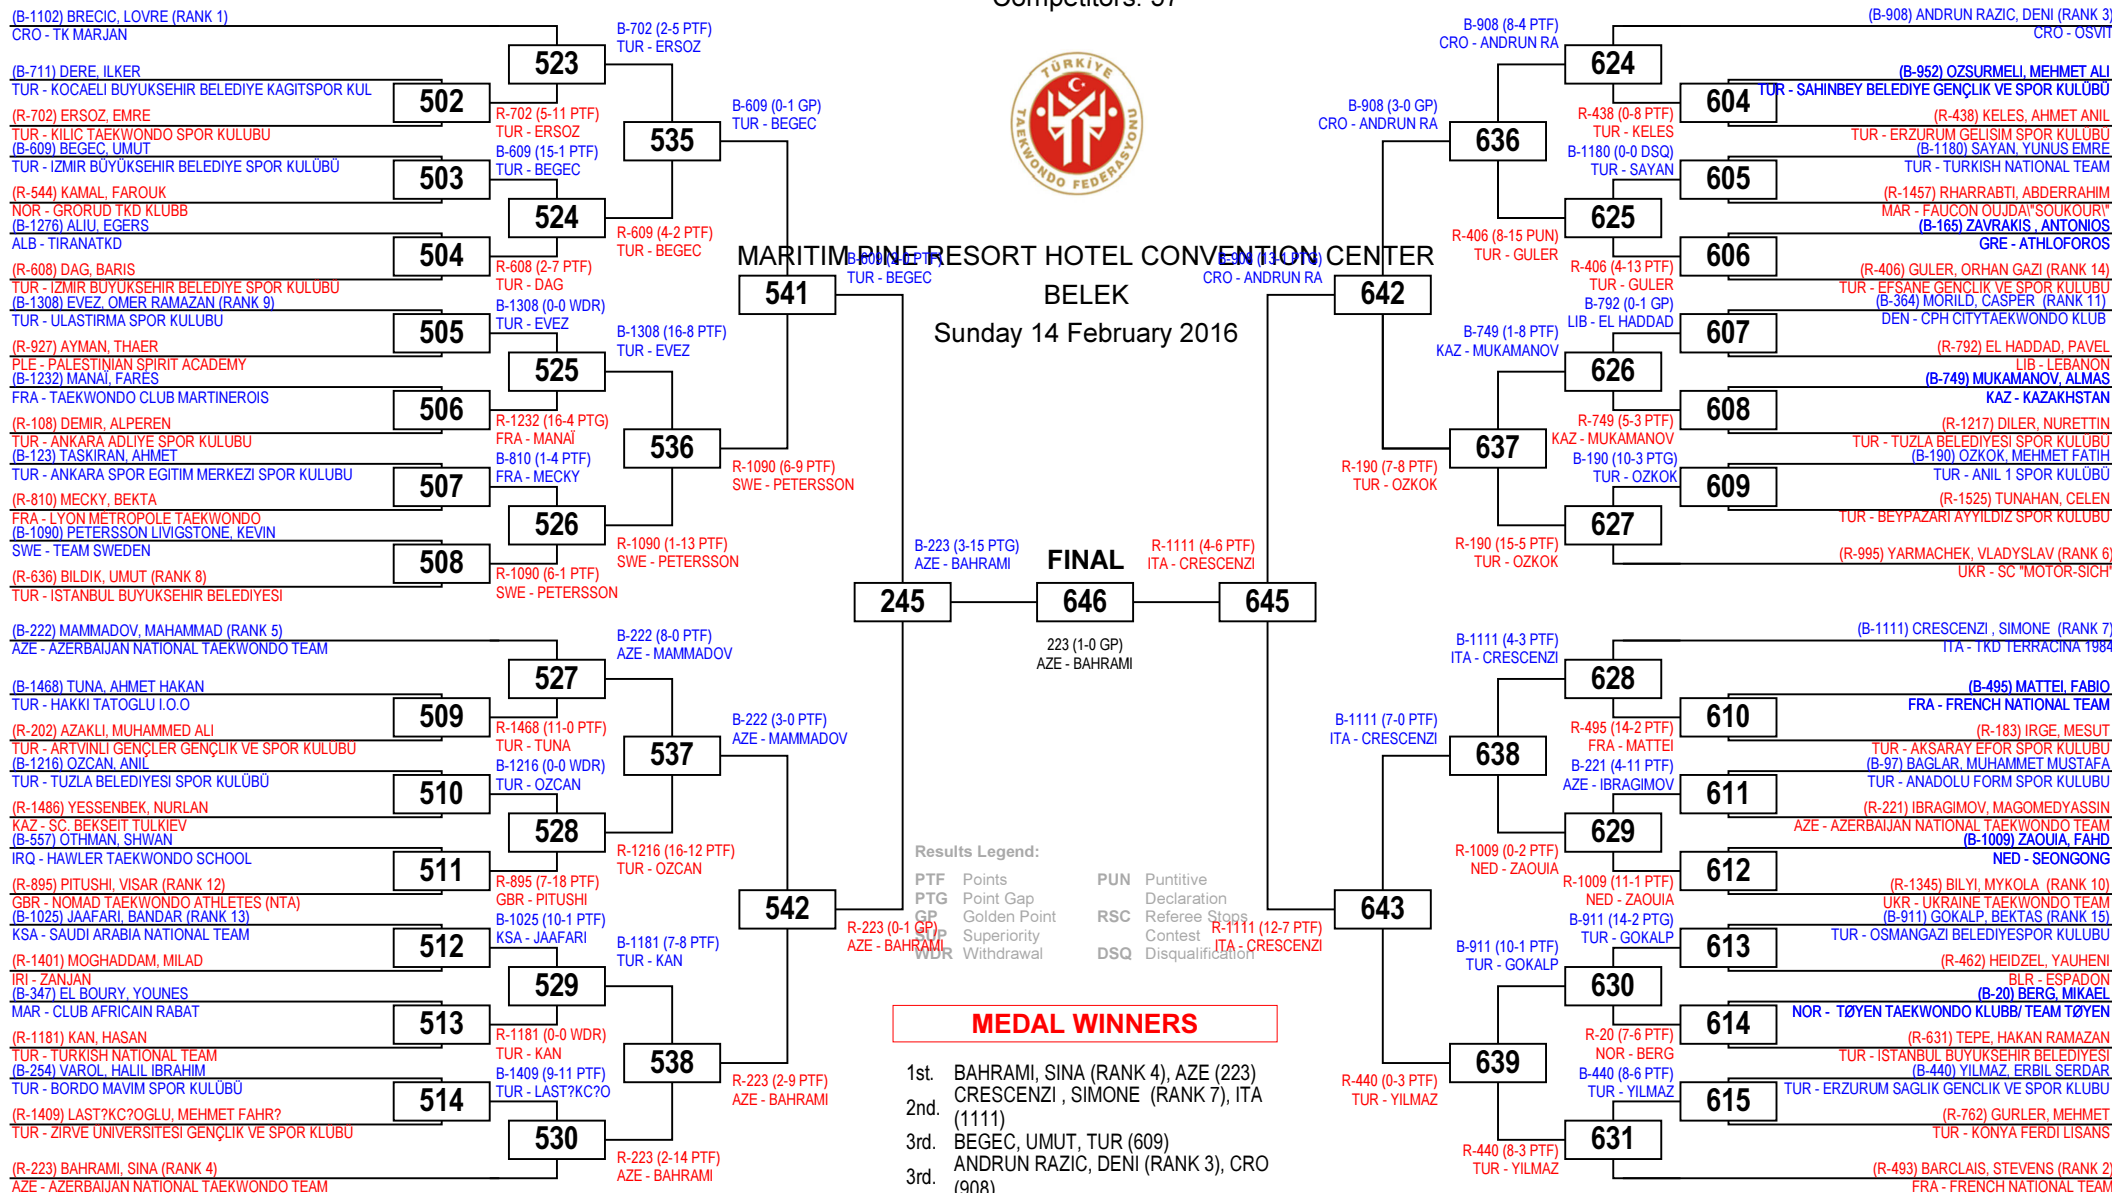 (B-1102) BRECIC, LOVRE (RANK 1)
CRO - TK MARJAN
(B-711) DERE, ILKER
TUR - KOCAELI BUYUKSEHIR BELEDIYE KAGITSPOR KUL
(R-702) ERSOZ, EMRE
TUR - KILIC TAEKWONDO SPOR KULUBU
(B-609) BEGEC, UMUT
TUR - IZMIR BÜYÜKSEHIR BELEDIYE SPOR KULÜBÜ
(R-544) KAMAL, FAROUK
NOR - GRORUD TKD KLUBB
(B-1276) ALIU, EGERS
ALB - TIRANATKD
(R-608) DAG, BARIS
TUR - IZMIR BÜYÜKSEHIR BELEDIYE SPOR KULÜBÜ
(B-1308) EVEZ, OMER RAMAZAN (RANK 9)
TUR - ULASTIRMA SPOR KULUBU
(R-927) AYMAN, THAER
PLE - PALESTINIAN SPIRIT ACADEMY
(B-1232) MANAÏ, FARÈS
FRA - TAEKWONDO CLUB MARTINEROIS
(R-108) DEMIR, ALPEREN
TUR - ANKARA ADLIYE SPOR KULUBU
(B-123) TASKIRAN, AHMET
TUR - ANKARA SPOR EGITIM MERKEZI SPOR KULUBU
(R-810) MECKY, BEKTA
FRA - LYON MÉTROPOLE TAEKWONDO
(B-1090) PETERSSON LIVIGSTONE, KEVIN
SWE - TEAM SWEDEN
(R-636) BILDIK, UMUT (RANK 8)
TUR - ISTANBUL BUYUKSEHIR BELEDIYESI
(B-222) MAMMADOV, MAHAMMAD (RANK 5)
AZE - AZERBAIJAN NATIONAL TAEKWONDO TEAM
(B-1468) TUNA, AHMET HAKAN
TUR - HAKKI TATOGLU I.O.O
(R-202) AZAKLI, MUHAMMED ALI
TUR - ARTVINLI GENÇLER GENÇLIK VE SPOR KULÜBÜ
(B-1216) OZCAN, ANIL
TUR - TUZLA BELEDIYESI SPOR KULÜBÜ
(R-1486) YESSENBEK, NURLAN
KAZ - SC. BEKSEIT TULKIEV
(B-557) OTHMAN, SHWAN
IRQ - HAWLER TAEKWONDO SCHOOL
(R-895) PITUSHI, VISAR (RANK 12)
GBR - NOMAD TAEKWONDO ATHLETES (NTA)
(B-1025) JAAFARI, BANDAR (RANK 13)
KSA - SAUDI ARABIA NATIONAL TEAM
(R-1401) MOGHADDAM, MILAD
IRI - ZANJAN
(B-347) EL BOURY, YOUNES
MAR - CLUB AFRICAIN RABAT
(R-1181) KAN, HASAN
TUR - TURKISH NATIONAL TEAM
(B-254) VAROL, HALIL IBRAHIM
TUR - BORDO MAVIM SPOR KULÜBÜ
(R-1409) LAST?KC?OGLU, MEHMET FAHR?
TUR - ZIRVE UNIVERSITESI GENÇLIK VE SPOR KLUBÜ
(R-223) BAHRAMI, SINA (RANK 4)
AZE - AZERBAIJAN NATIONAL TAEKWONDO TEAM
502
503
504
505
506
507
508
509
510
511
512
513
514
523
R-702 (5-11 PTF)
TUR - ERSOZ
B-609 (15-1 PTF)
TUR - BEGEC
524
R-608 (2-7 PTF)
TUR - DAG
B-1308 (0-0 WDR)
TUR - EVEZ
525
R-1232 (16-4 PTG)
FRA - MANAÏ
B-810 (1-4 PTF)
FRA - MECKY
526
R-1090 (6-1 PTF)
SWE - PETERSSON
527
R-1468 (11-0 PTF)
TUR - TUNA
B-1216 (0-0 WDR)
TUR - OZCAN
528
R-895 (7-18 PTF)
GBR - PITUSHI
B-1025 (10-1 PTF)
KSA - JAAFARI
529
R-1181 (0-0 WDR)
TUR - KAN
B-1409 (9-11 PTF)
TUR - LAST?KC?O
530
B-702 (2-5 PTF)
TUR - ERSOZ
535
R-609 (4-2 PTF)
TUR - BEGEC
B-1308 (16-8 PTF)
TUR - EVEZ
536
R-1090 (1-13 PTF)
SWE - PETERSSON
B-222 (8-0 PTF)
AZE - MAMMADOV
537
R-1216 (16-12 PTF)
TUR - OZCAN
B-1181 (7-8 PTF)
TUR - KAN
538
R-223 (2-14 PTF)
AZE - BAHRAMI
B-609 (0-1 GP)
TUR - BEGEC
541
R-1090 (6-9 PTF)
SWE - PETERSSON
B-222 (3-0 PTF)
AZE - MAMMADOV
542
R-223 (2-9 PTF)
AZE - BAHRAMI
TÜRKİYE
TAEKWONDO FEDERASYONU
MARITIM PINE RESORT HOTEL CONVENTION CENTER
BELEK
Sunday 14 February 2016
TUR - BEGEC
CRO - ANDRUN RA
B-223 (3-15 PTG)
AZE - BAHRAMI
FINAL
R-1111 (4-6 PTF)
ITA - CRESCENZI
245
646
645
223 (1-0 GP)
AZE - BAHRAMI
Results Legend:
PTF Points
PTG Point Gap
GP Golden Point
SUP Superiority
WDR Withdrawal
PUN Puntitive Declaration
RSC Referee Stops Contest
DSQ Disqualification
R-223 (0-1 GP)
AZE - BAHRAMI
R-1111 (12-7 PTF)
ITA - CRESCENZI
MEDAL WINNERS
1st. BAHRAMI, SINA (RANK 4), AZE (223)
2nd. CRESCENZI , SIMONE (RANK 7), ITA (1111)
3rd. BEGEC, UMUT, TUR (609)
3rd. ANDRUN RAZIC, DENI (RANK 3), CRO (908)
B-908 (3-0 GP)
CRO - ANDRUN RA
642
R-190 (7-8 PTF)
TUR - OZKOK
B-1111 (7-0 PTF)
ITA - CRESCENZI
643
R-440 (0-3 PTF)
TUR - YILMAZ
B-908 (8-4 PTF)
CRO - ANDRUN RA
636
R-406 (8-15 PUN)
TUR - GULER
B-749 (1-8 PTF)
KAZ - MUKAMANOV
637
R-190 (15-5 PTF)
TUR - OZKOK
B-1111 (4-3 PTF)
ITA - CRESCENZI
638
R-1009 (0-2 PTF)
NED - ZAOUIA
B-911 (10-1 PTF)
TUR - GOKALP
639
R-440 (8-3 PTF)
TUR - YILMAZ
624
R-438 (0-8 PTF)
TUR - KELES
B-1180 (0-0 DSQ)
TUR - SAYAN
625
R-406 (4-13 PTF)
TUR - GULER
B-792 (0-1 GP)
LIB - EL HADDAD
626
R-749 (5-3 PTF)
KAZ - MUKAMANOV
B-190 (10-3 PTG)
TUR - OZKOK
627
628
R-495 (14-2 PTF)
FRA - MATTEI
B-221 (4-11 PTF)
AZE - IBRAGIMOV
629
R-1009 (11-1 PTF)
NED - ZAOUIA
B-911 (14-2 PTG)
TUR - GOKALP
630
R-20 (7-6 PTF)
NOR - BERG
B-440 (8-6 PTF)
TUR - YILMAZ
631
604
605
606
607
608
609
610
611
612
613
614
615
(B-908) ANDRUN RAZIC, DENI (RANK 3)
CRO - OSVIT
(B-952) OZSURMELI, MEHMET ALI
TUR - SAHINBEY BELEDIYE GENÇLIK VE SPOR KULÜBÜ
(R-438) KELES, AHMET ANIL
TUR - ERZURUM GELISIM SPOR KULÜBÜ
(B-1180) SAYAN, YUNUS EMRE
TUR - TURKISH NATIONAL TEAM
(R-1457) RHARRABTI, ABDERRAHIM
MAR - FAUCON OUJDA\"SOUKOUR\"
(B-165) ZAVRAKIS , ANTONIOS
GRE - ATHLOFOROS
(R-406) GULER, ORHAN GAZI (RANK 14)
TUR - EFSANE GENÇLIK VE SPOR KULUBU
(B-364) MORILD, CASPER (RANK 11)
DEN - CPH CITYTAEKWONDO KLUB
(R-792) EL HADDAD, PAVEL
LIB - LEBANON
(B-749) MUKAMANOV, ALMAS
KAZ - KAZAKHSTAN
(R-1217) DILER, NURETTIN
TUR - TUZLA BELEDIYESI SPOR KULÜBÜ
(B-190) OZKOK, MEHMET FATIH
TUR - ANIL 1 SPOR KULÜBÜ
(R-1525) TUNAHAN, CELEN
TUR - BEYPAZARI AYYILDIZ SPOR KULÜBÜ
(R-995) YARMACHEK, VLADYSLAV (RANK 6)
UKR - SC "MOTOR-SICH"
(B-1111) CRESCENZI , SIMONE (RANK 7)
ITA - TKD TERRACINA 1984
(B-495) MATTEI, FABIO
FRA - FRENCH NATIONAL TEAM
(R-183) IRGE, MESUT
TUR - AKSARAY EFOR SPOR KULUBU
(B-97) BAGLAR, MUHAMMET MUSTAFA
TUR - ANADOLU FORM SPOR KULUBU
(R-221) IBRAGIMOV, MAGOMEDYASSIN
AZE - AZERBAIJAN NATIONAL TAEKWONDO TEAM
(B-1009) ZAOUIA, FAHD
NED - SEONGONG
(R-1345) BILYI, MYKOLA (RANK 10)
UKR - UKRAINE TAEKWONDO TEAM
(B-911) GOKALP, BEKTAS (RANK 15)
TUR - OSMANGAZI BELEDIYESPOR KULUBU
(R-462) HEIDZEL, YAUHENI
BLR - ESPADON
(B-20) BERG, MIKAEL
NOR - TØYEN TAEKWONDO KLUBB/ TEAM TØYEN
(R-631) TEPE, HAKAN RAMAZAN
TUR - ISTANBUL BUYUKSEHIR BELEDIYESI
(B-440) YILMAZ, ERBIL SERDAR
TUR - ERZURUM SAGLIK GENCLIK VE SPOR KLUBU
(R-762) GURLER, MEHMET
TUR - KONYA FERDI LISANS
(R-493) BARCLAIS, STEVENS (RANK 2)
FRA - FRENCH NATIONAL TEAM